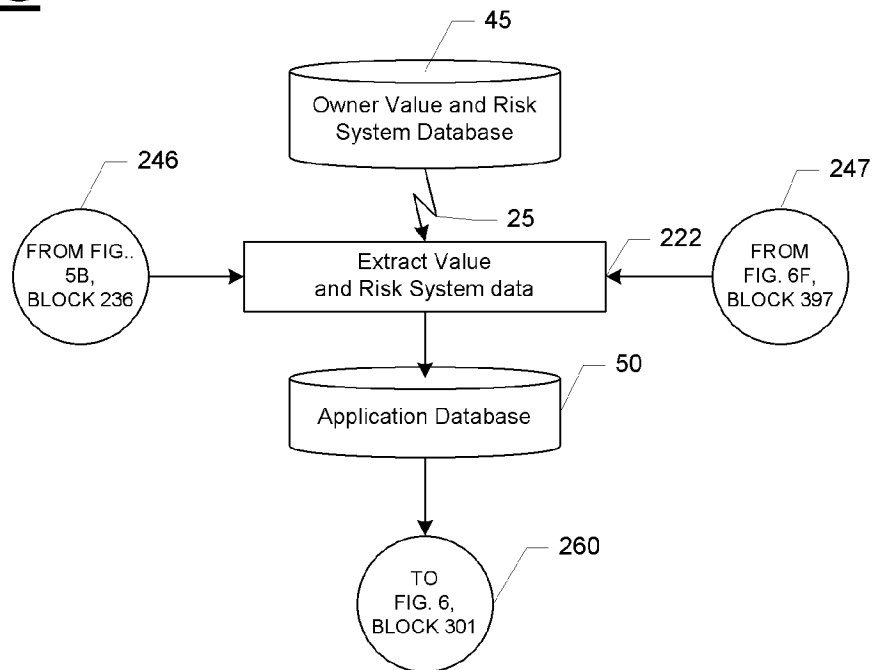 45
Owner Value and Risk
System Database
246
247
25
222
FROM FIG..
5B,
BLOCK 236
Extract Value
and Risk System data
FROM
FIG. 6F,
BLOCK 397
50
Application Database
260
TO
FIG. 6,
BLOCK 301